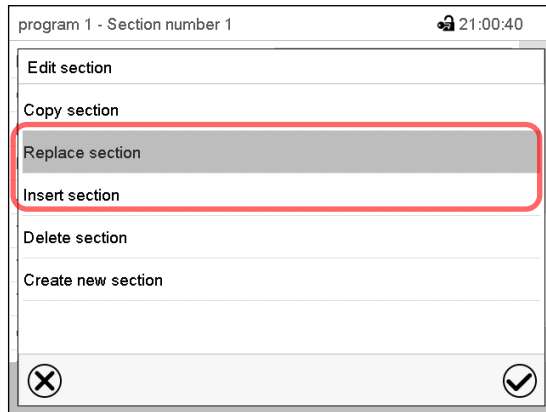 program 1 - Section number 1 21:00:40
Edit section
Copy section
Replace section
Insert section
Delete section
Create new section